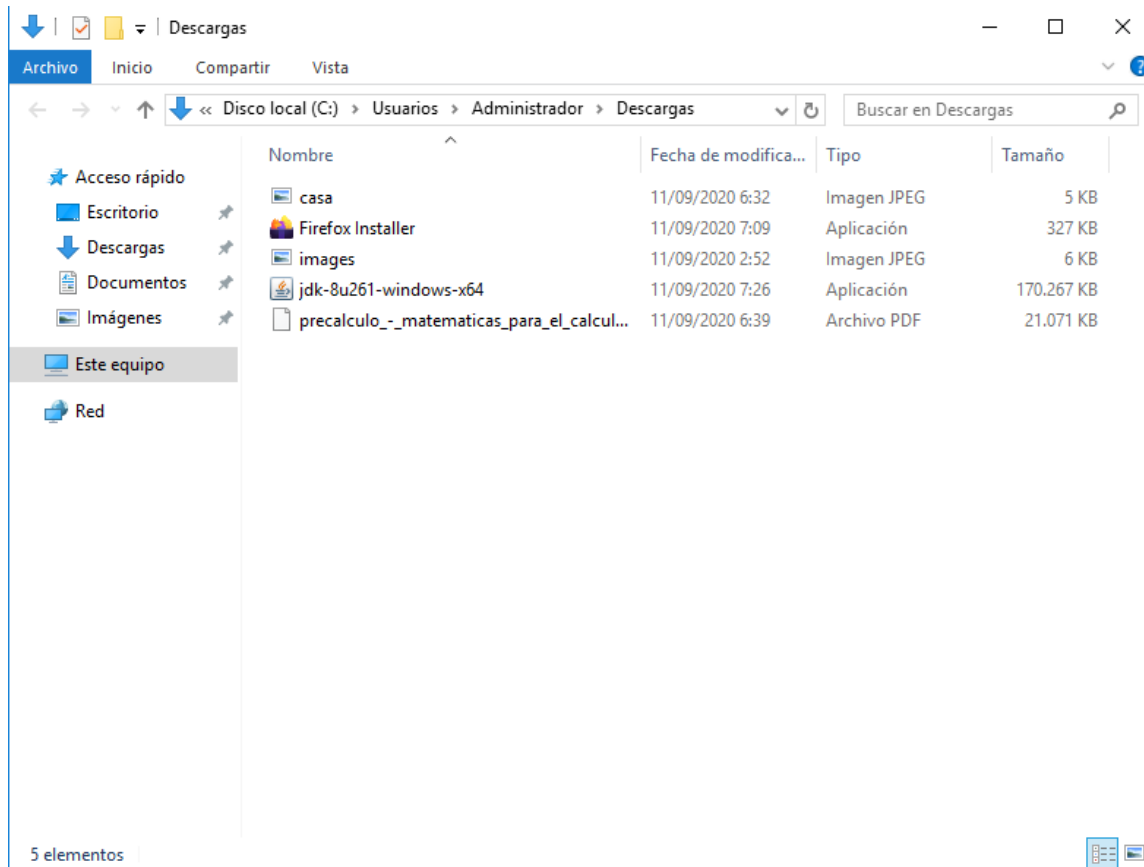 Descargas
Archivo Inicio Compartir Vista
« Disco local (C:) > Usuarios > Administrador > Descargas Buscar en Descargas
Nombre Fecha de modifica... Tipo Tamaño
Acceso rápido
Escritorio
Descargas
Documentos
Imágenes
Este equipo
Red
casa 11/09/2020 6:32 Imagen JPEG 5 KB
Firefox Installer 11/09/2020 7:09 Aplicación 327 KB
images 11/09/2020 2:52 Imagen JPEG 6 KB
jdk-8u261-windows-x64 11/09/2020 7:26 Aplicación 170.267 KB
precalculo_-_matematicas_para_el_calcul... 11/09/2020 6:39 Archivo PDF 21.071 KB
5 elementos